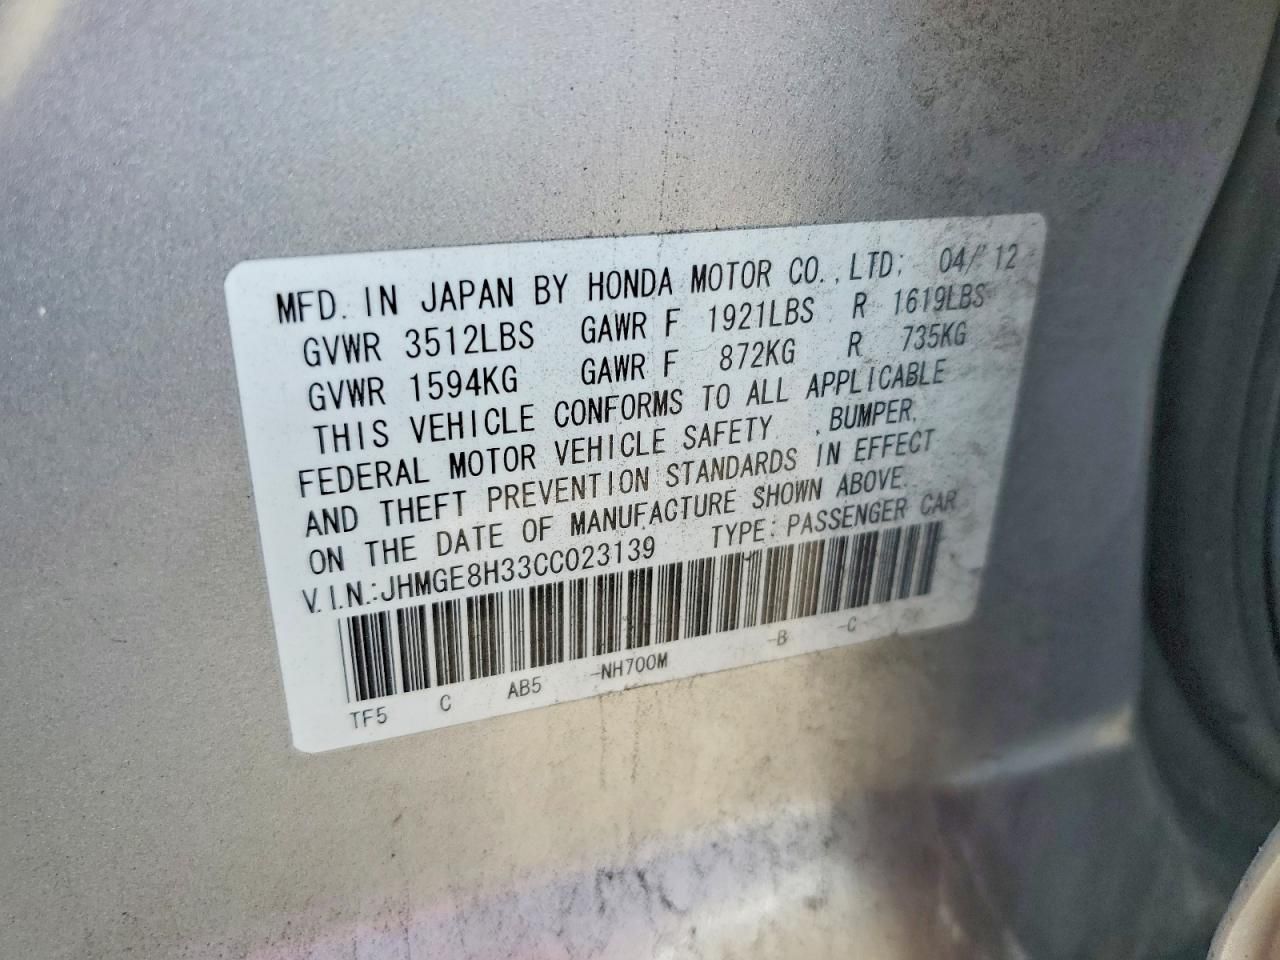 MFD. IN JAPAN BY HONDA MOTOR CO., LTD. 04/'12
GVWR 3512LBS GAWR F 1921LBS R 1619LBS
GVWR 1594KG GAWR F 872KG R 735KG
THIS VEHICLE CONFORMS TO ALL APPLICABLE
FEDERAL MOTOR VEHICLE SAFETY , BUMPER,
AND THEFT PREVENTION STANDARDS IN EFFECT
ON THE DATE OF MANUFACTURE SHOWN ABOVE.
V.I.N.:JHMGE8H33CC023139 TYPE:PASSENGER CAR
TF5 C AB5 -NH700M -B -C